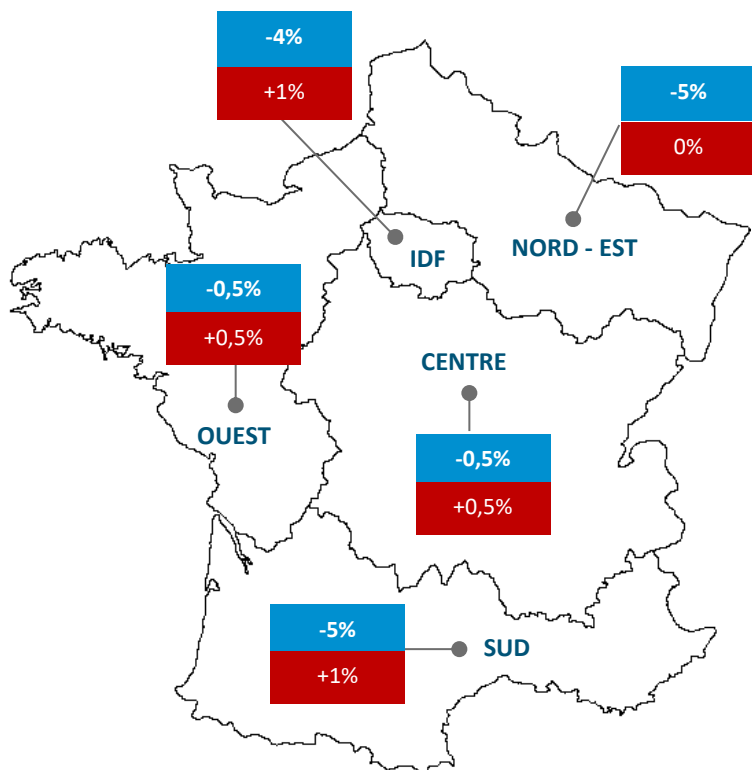 -4%
+1%
-5%
0%
NORD - EST
IDF
-0,5%
+0,5%
OUEST
CENTRE
-0,5%
+0,5%
-5%
+1%
SUD